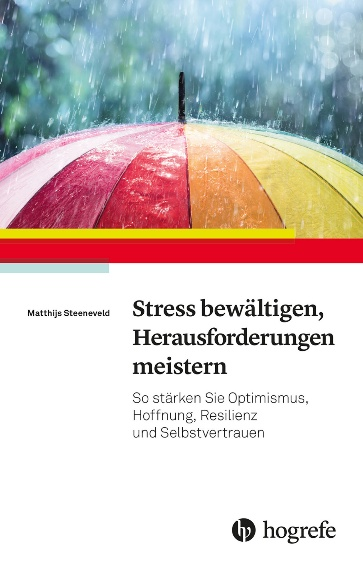 Matthijs Steeneveld
Stress bewältigen,
Herausforderungen
meistern
So stärken Sie Optimismus,
Hoffnung, Resilienz
und Selbstvertrauen
hogrefe